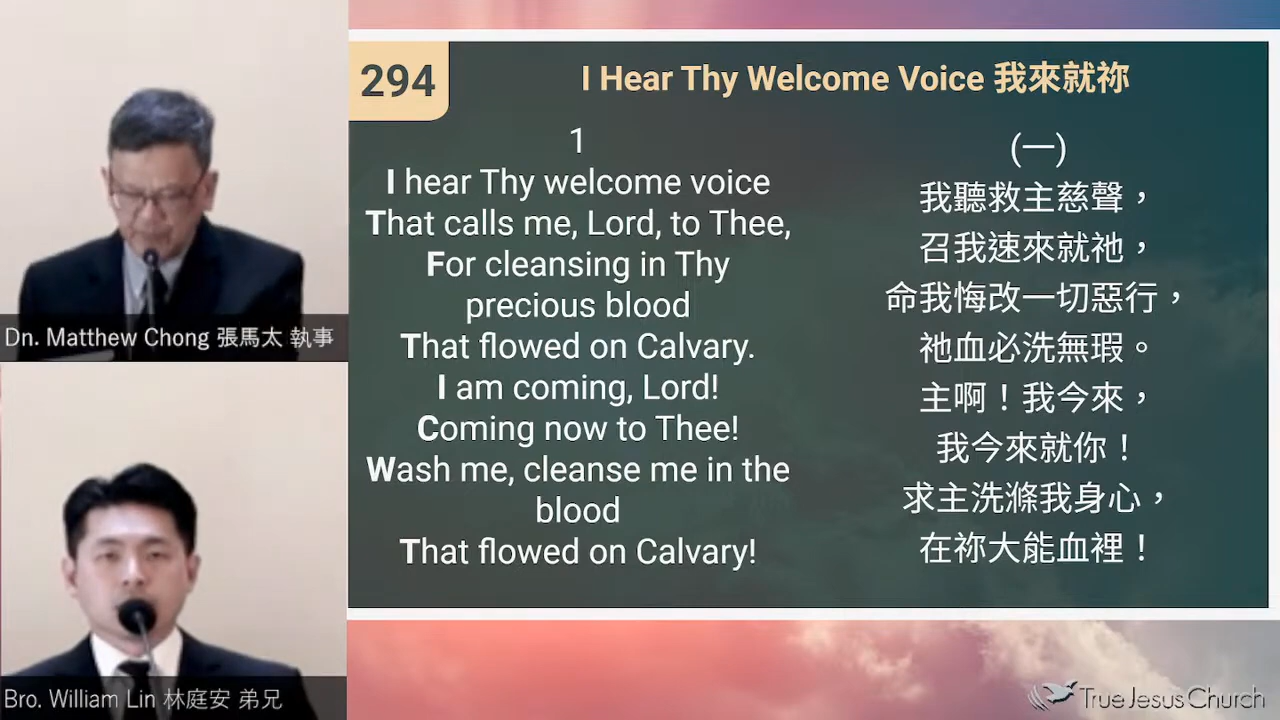 294
I Hear Thy Welcome Voice 我來就祢
1
I hear Thy welcome voice
That calls me, Lord, to Thee,
For cleansing in Thy
precious blood
That flowed on Calvary.
I am coming, Lord!
Coming now to Thee!
Wash me, cleanse me in the
blood
That flowed on Calvary!
(一)
我聽救主慈聲，
召我速來就祂，
命我悔改一切惡行，
祂血必洗無瑕。
主啊！我今來，
我今來就你！
求主洗滌我身心，
在祢大能血裡！
Dn. Matthew Chong 張馬太 執事
Bro. William Lin 林庭安 弟兄
True Jesus Church